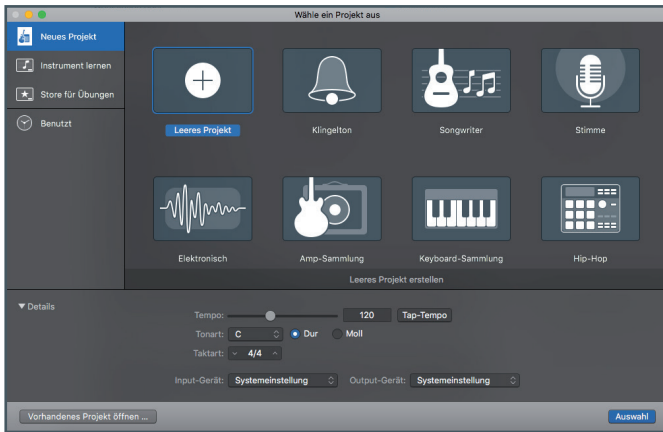 Wähle ein Projekt aus
Neues Projekt
Instrument lernen
Store für Übungen
Benutzt
Leeres Projekt
Klingelton
Songwriter
Stimme
Elektronisch
Amp-Sammlung
Keyboard-Sammlung
Hip-Hop
Leeres Projekt erstellen
Details
Tempo: 120 Tap-Tempo
Tonart: C Dur Moll
Taktart: 4/4
Input-Gerät: Systemeinstellung Output-Gerät: Systemeinstellung
Vorhandenes Projekt öffnen ... Auswahl